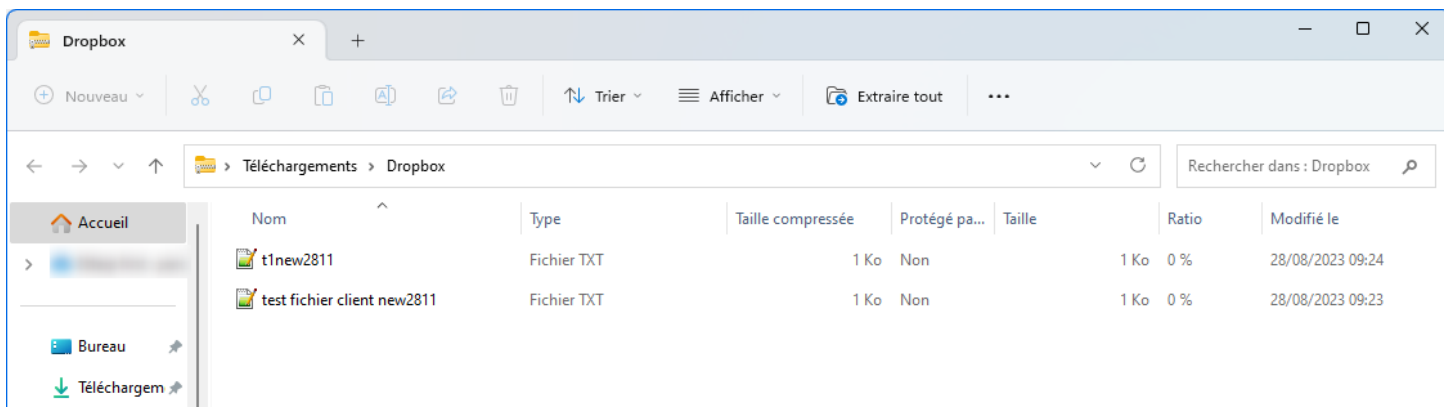 Dropbox
Nouveau Trier Afficher Extraire tout
Téléchargements Dropbox Rechercher dans : Dropbox
Accueil Nom Type Taille compressée Protégé pa... Taille Ratio Modifié le
t1new2811 Fichier TXT 1 Ko Non 1 Ko 0 % 28/08/2023 09:24
test fichier client new2811 Fichier TXT 1 Ko Non 1 Ko 0 % 28/08/2023 09:23
Bureau
Téléchargem